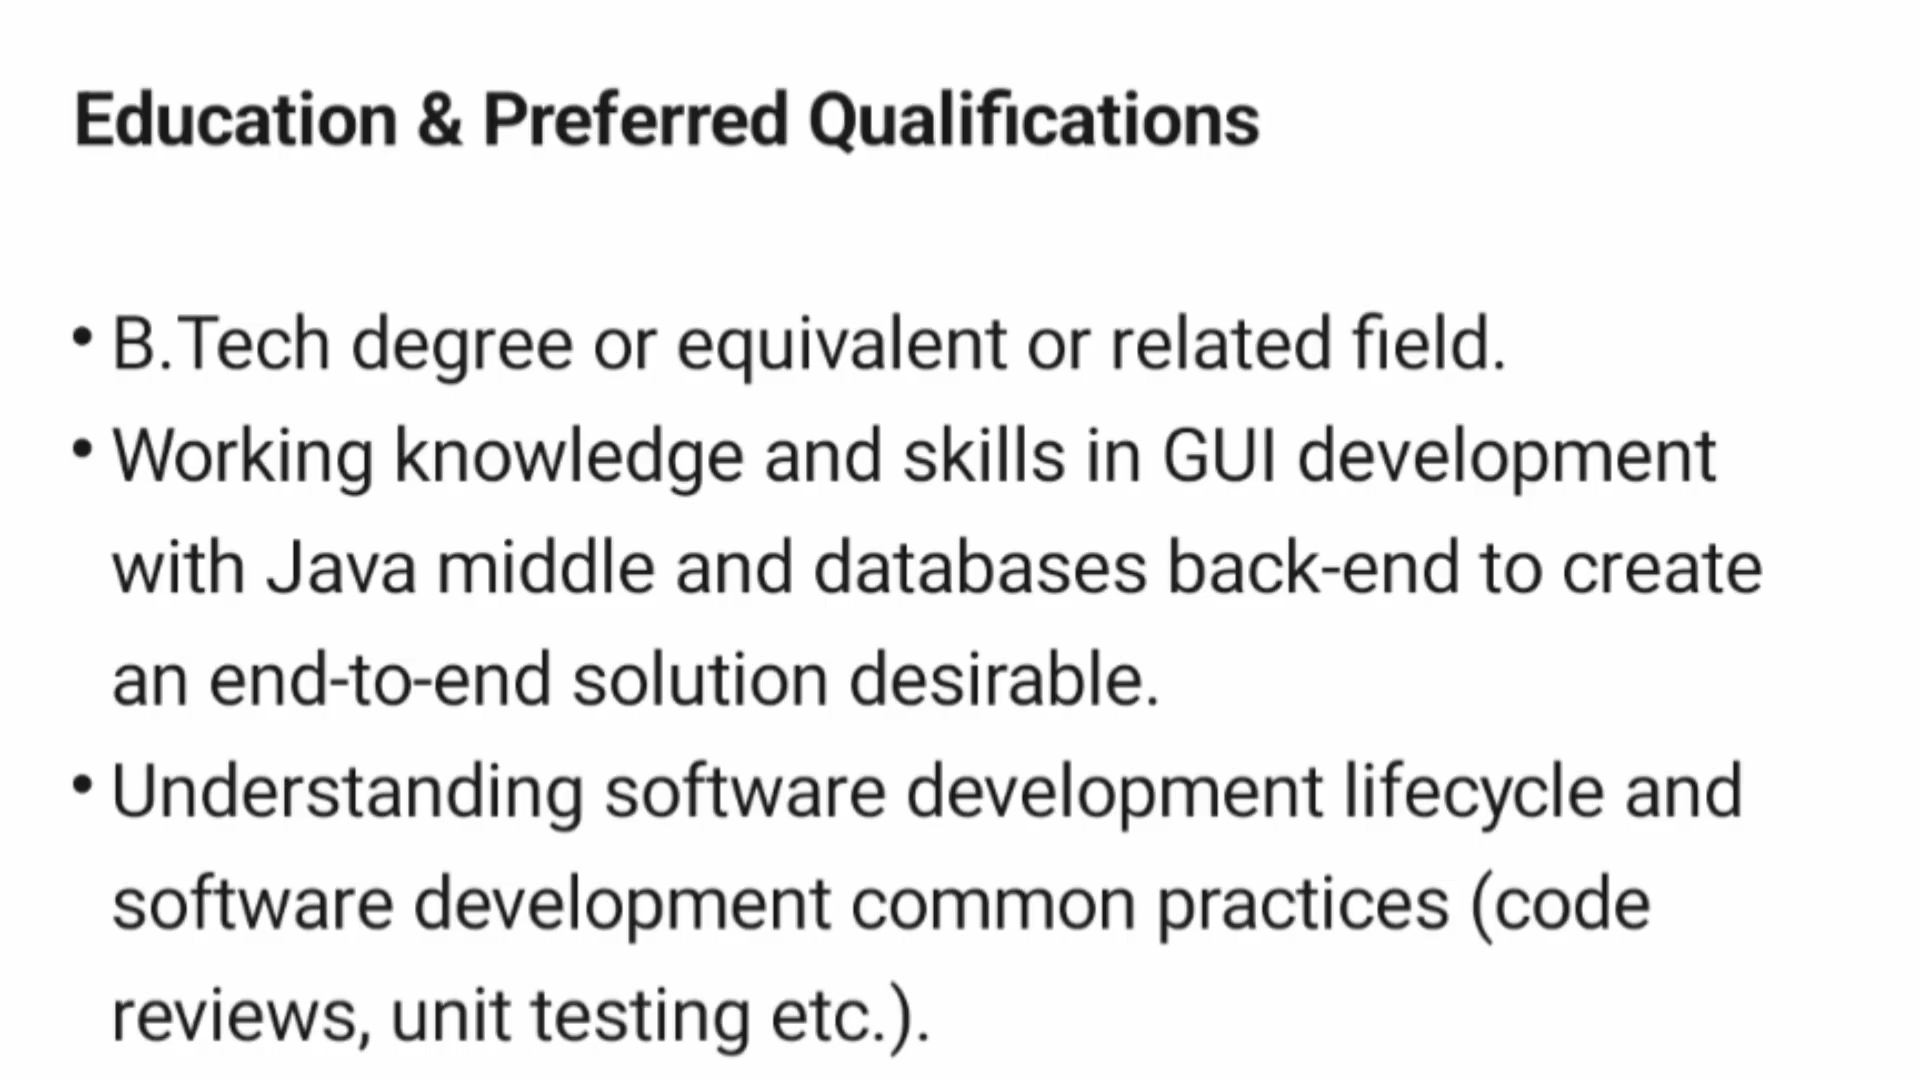 Education & Preferred Qualifications
• B.Tech degree or equivalent or related field.
• Working knowledge and skills in GUI development
with Java middle and databases back-end to create
an end-to-end solution desirable.
• Understanding software development lifecycle and
software development common practices (code
reviews, unit testing etc.).